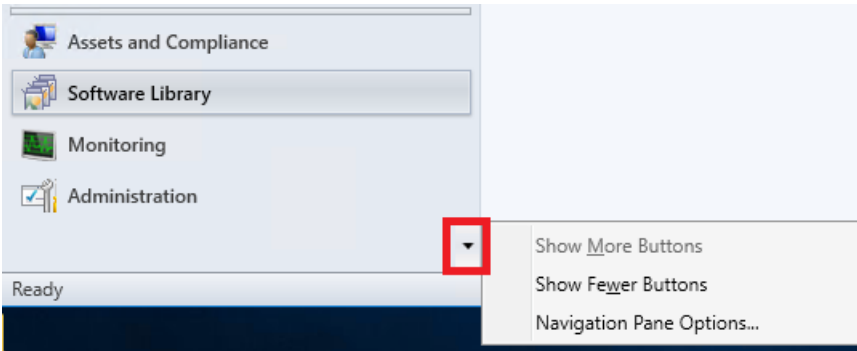 Assets and Compliance
Software Library
Monitoring
Administration
Show More Buttons
Show Fewer Buttons
Ready
Navigation Pane Options...